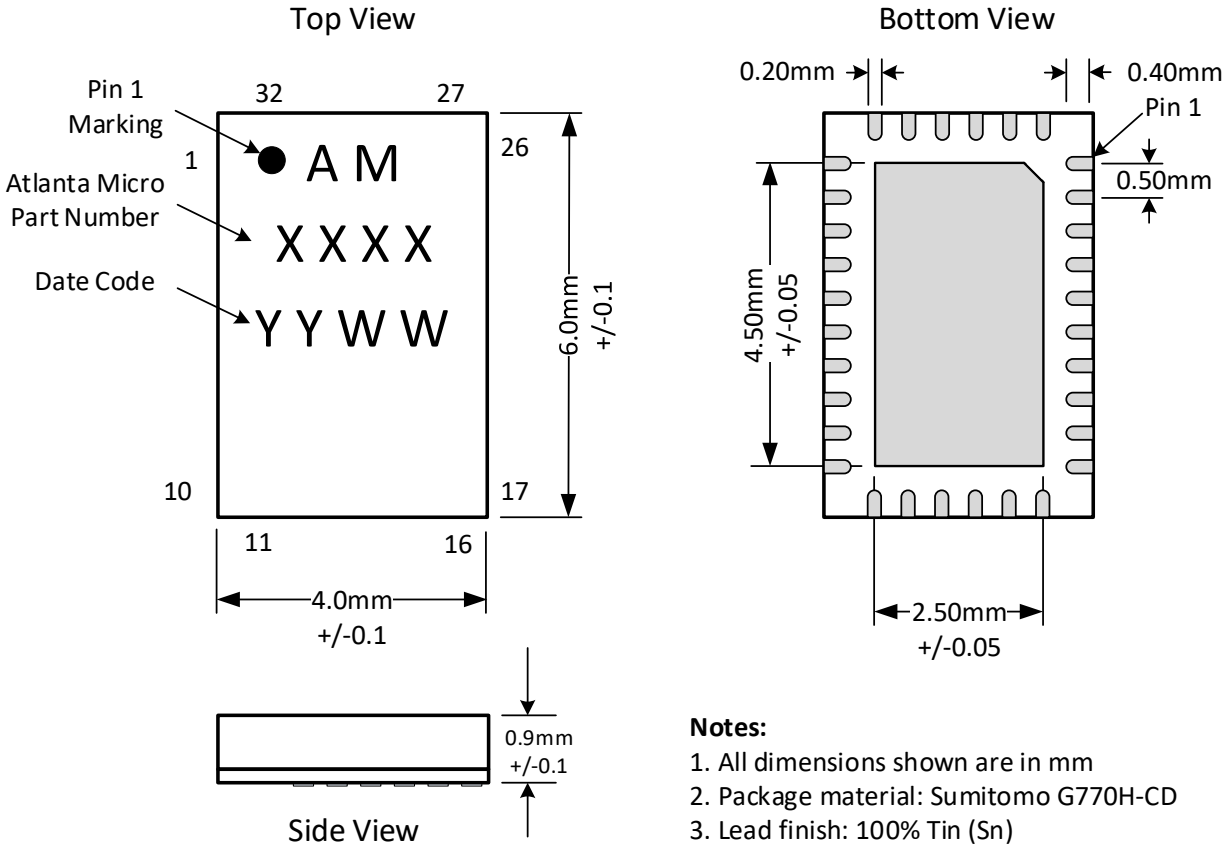 Top View
Pin 1
Marking
32
27
1
A M
26
Atlanta Micro
Part Number
X X X X
Date Code
Y Y W W
6.0mm
+/-0.1
10
17
11
16
4.0mm
+/-0.1
0.9mm
+/-0.1
Side View
Bottom View
0.20mm
0.40mm
Pin 1
0.50mm
4.50mm
+/-0.05
2.50mm
+/-0.05
Notes:
1. All dimensions shown are in mm
2. Package material: Sumitomo G770H-CD
3. Lead finish: 100% Tin (Sn)